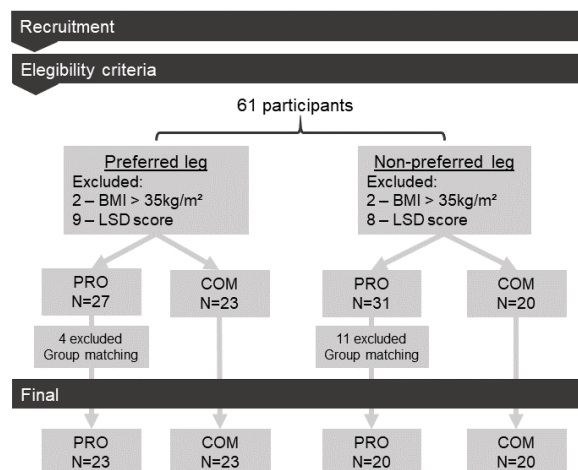 Recruitment
Elegibility criteria
61 participants
Preferred leg
Excluded:
2 – BMI > 35kg/m²
9 – LSD score
Non-preferred leg
Excluded:
2 – BMI > 35kg/m²
8 – LSD score
PRO
N=27
COM
N=23
PRO
N=31
COM
N=20
4 excluded
Group matching
11 excluded
Group matching
Final
PRO
N=23
COM
N=23
PRO
N=20
COM
N=20